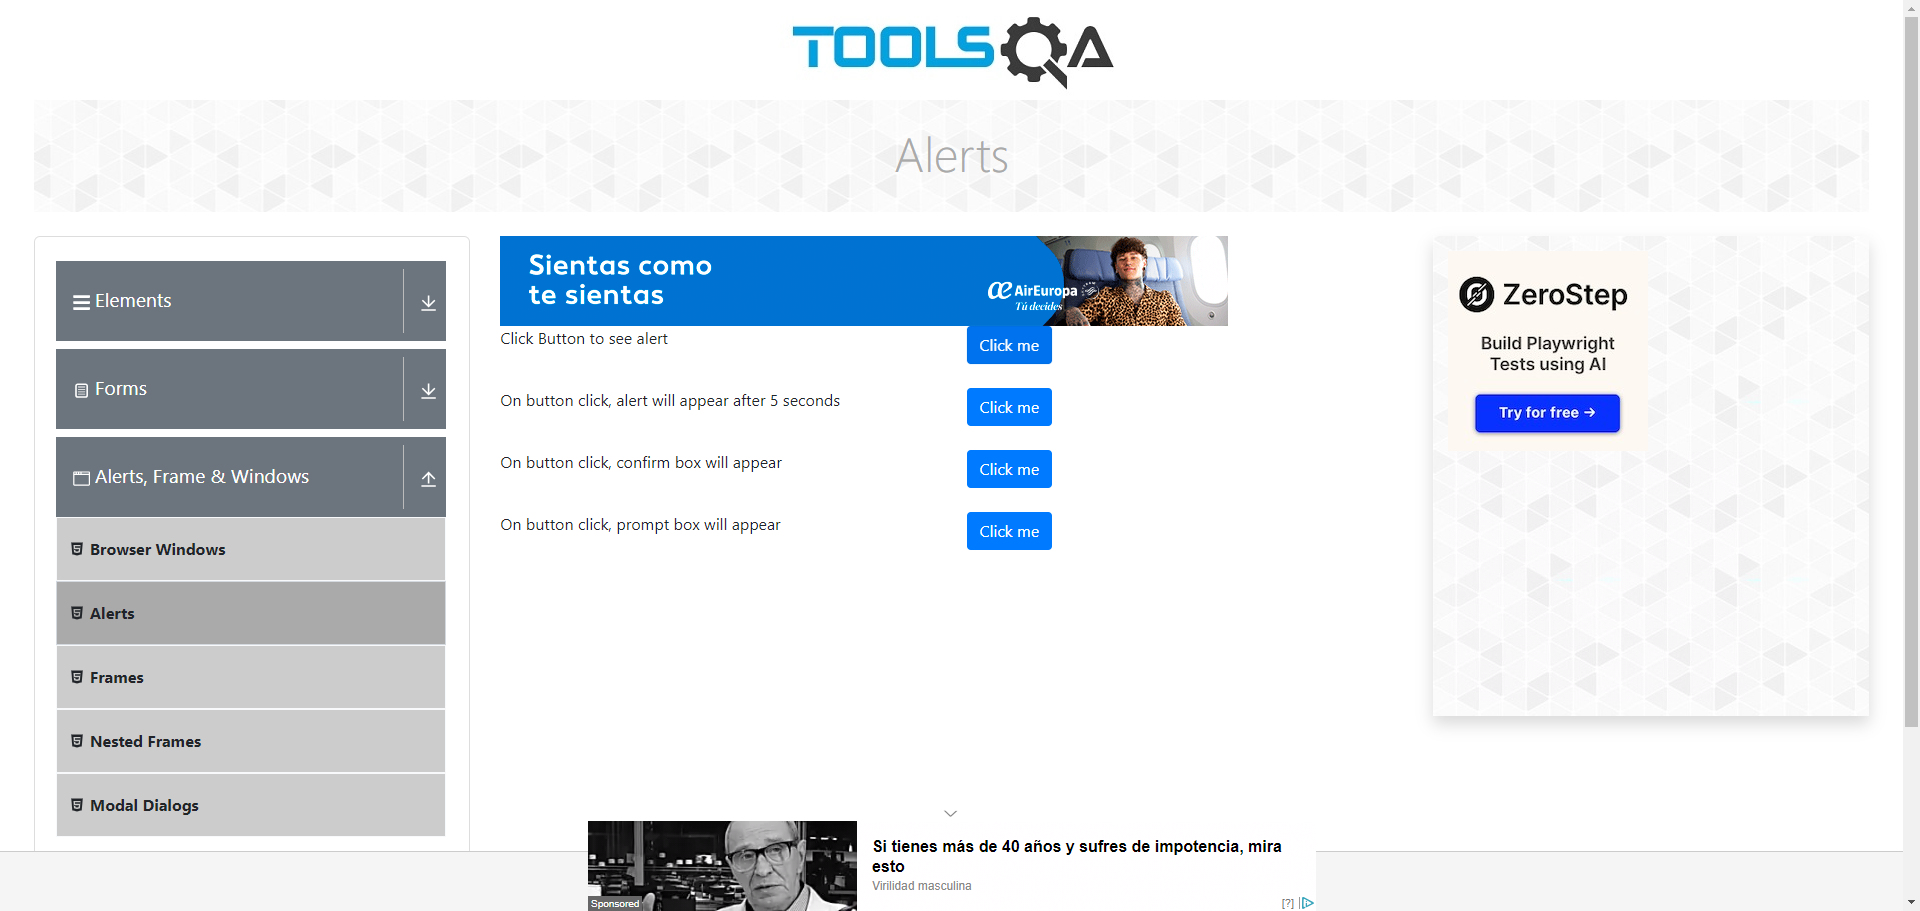 TOOLSQA
Alerts
Elements
Forms
Alerts, Frame & Windows
Browser Windows
Alerts
Frames
Nested Frames
Modal Dialogs
Sientas como
te sientas
AirEuropa
Tú decides
Click Button to see alert
Click me
On button click, alert will appear after 5 seconds
Click me
On button click, confirm box will appear
Click me
On button click, prompt box will appear
Click me
ZeroStep
Build Playwright
Tests using AI
Try for free →
Si tienes más de 40 años y sufres de impotencia, mira
esto
Virilidad masculina
Sponsored
[?]